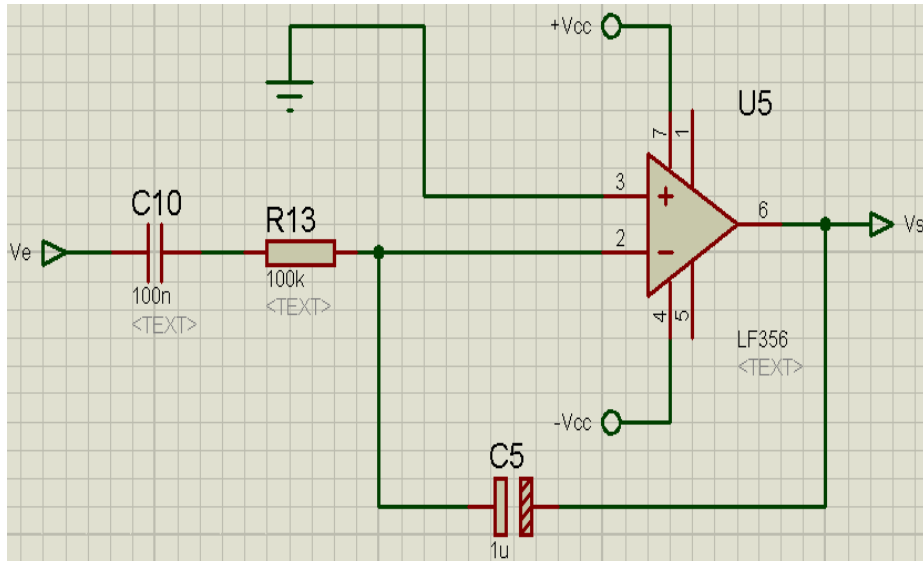 +Vcc
U5
7
1
3
+
6
Vs
C10
R13
Ve
2
−
100n
100k
<TEXT>
<TEXT>
4
5
LF356
<TEXT>
-Vcc
C5
1u